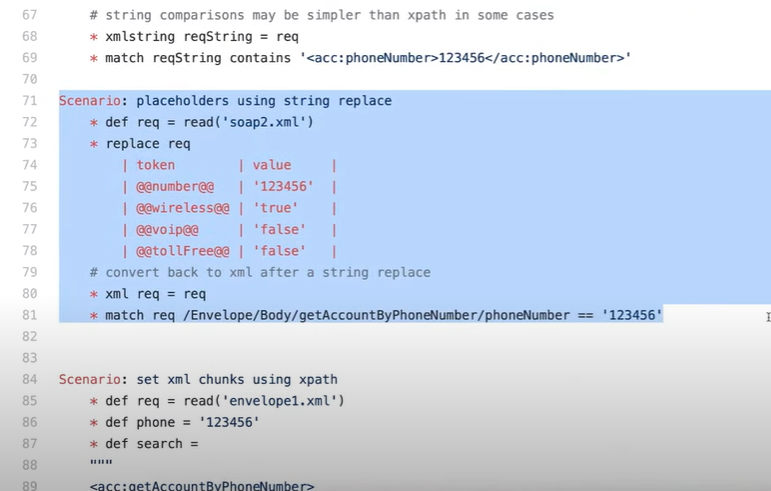 67 # string comparisons may be simpler than xpath in some cases
68 * xmlstring reqString = req
69 * match reqString contains '<acc:phoneNumber>123456</acc:phoneNumber>'
70
71 Scenario: placeholders using string replace
72 * def req = read('soap2.xml')
73 * replace req
74 | token | value |
75 | @@number@@ | '123456' |
76 | @@wireless@@ | 'true' |
77 | @@voip@@ | 'false' |
78 | @@tollFree@@ | 'false' |
79 # convert back to xml after a string replace
80 * xml req = req
81 * match req /Envelope/Body/getAccountByPhoneNumber/phoneNumber == '123456'
82
83
84 Scenario: set xml chunks using xpath
85 * def req = read('envelope1.xml')
86 * def phone = '123456'
87 * def search =
88 """
89 <acc:getAccountByPhoneNumber>